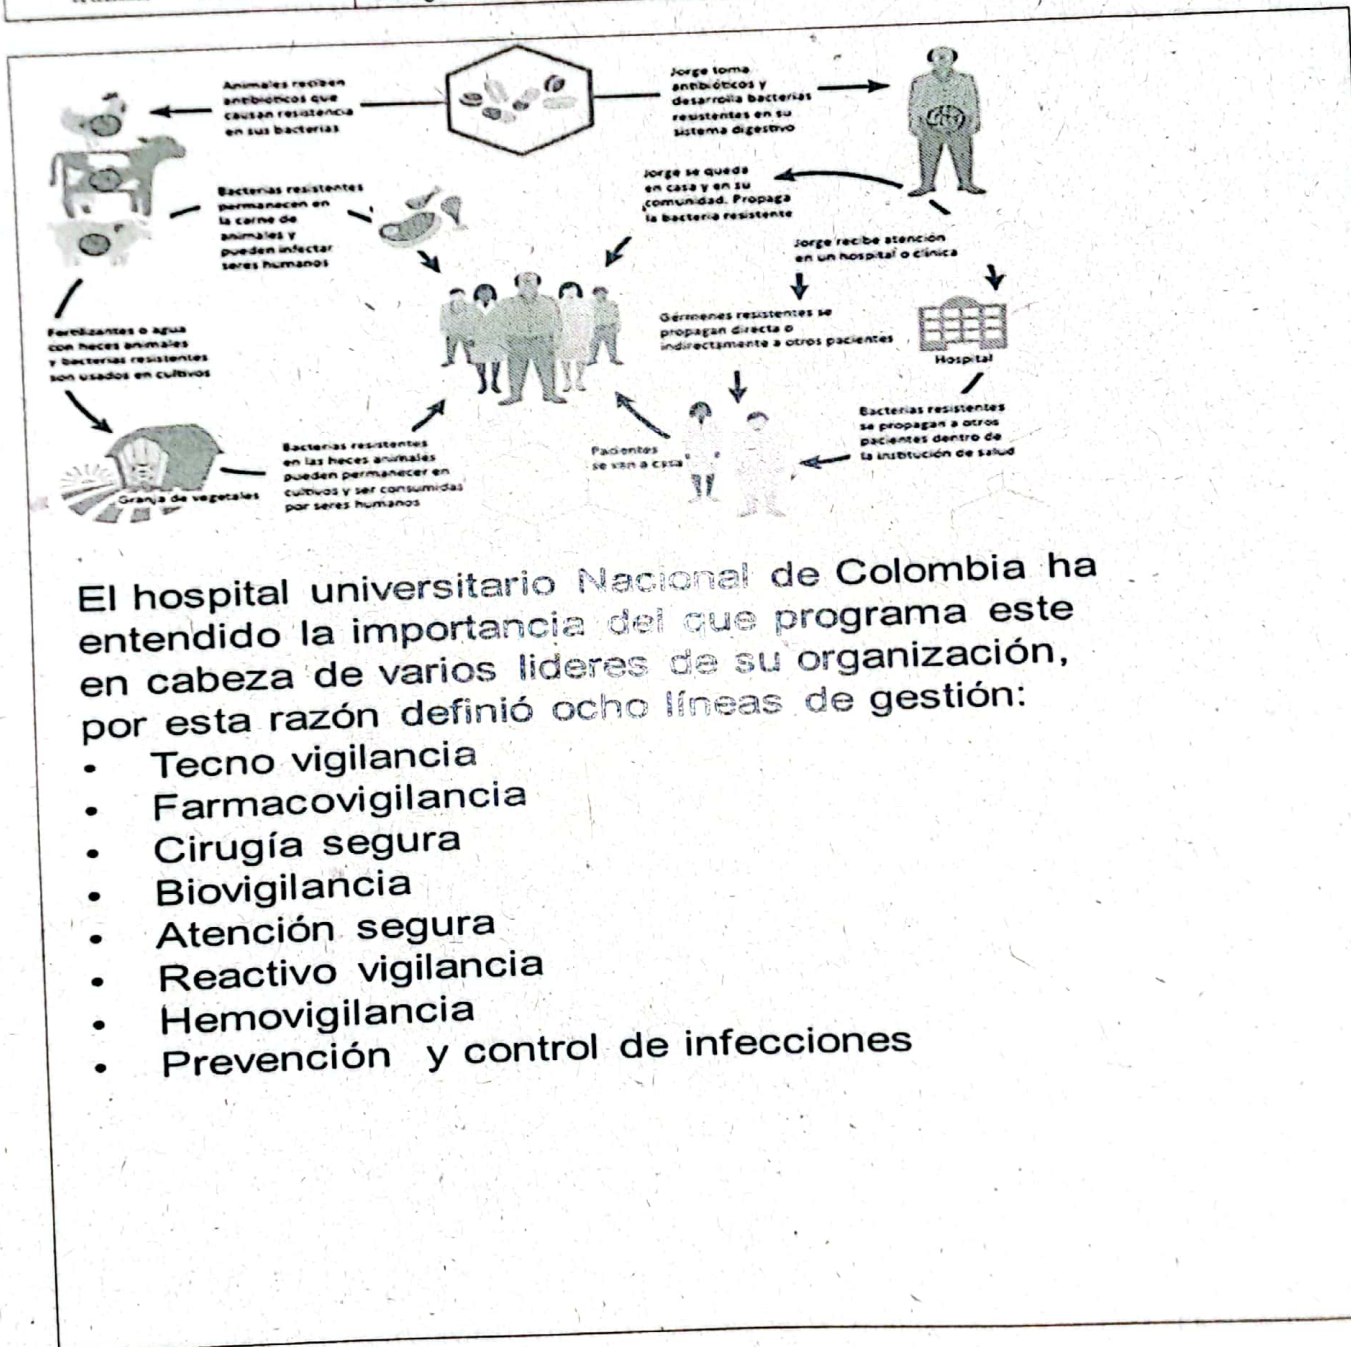 Animales reciben
antibióticos que
causan resistencia
en sus bacterias
Jorge toma
antibióticos y
desarrolla bacterias
resistentes en su
sistema digestivo
Bacterias resistentes
permanecen en
la carne de
animales y
pueden infectar
seres humanos
Jorge se queda
en casa y en su
comunidad. Propaga
la bacteria resistente
Jorge recibe atención
en un hospital o clínica
Fertilizantes o agua
con heces animales
y bacterias resistentes
son usados en cultivos
Gérmenes resistentes se
propagan directa o
indirectamente a otros pacientes
Hospital
Granja de vegetales
Bacterias resistentes
en las heces animales
pueden permanecer en
cultivos y ser consumidas
por seres humanos
Pacientes
se van a casa
Bacterias resistentes
se propagan a otros
pacientes dentro de
la institución de salud
El hospital universitario Nacional de Colombia ha
entendido la importancia del que programa este
en cabeza de varios lideres de su organización,
por esta razón definió ocho líneas de gestión:
• Tecno vigilancia
• Farmacovigilancia
• Cirugía segura
• Biovigilancia
• Atención segura
• Reactivo vigilancia
• Hemovigilancia
• Prevención y control de infecciones